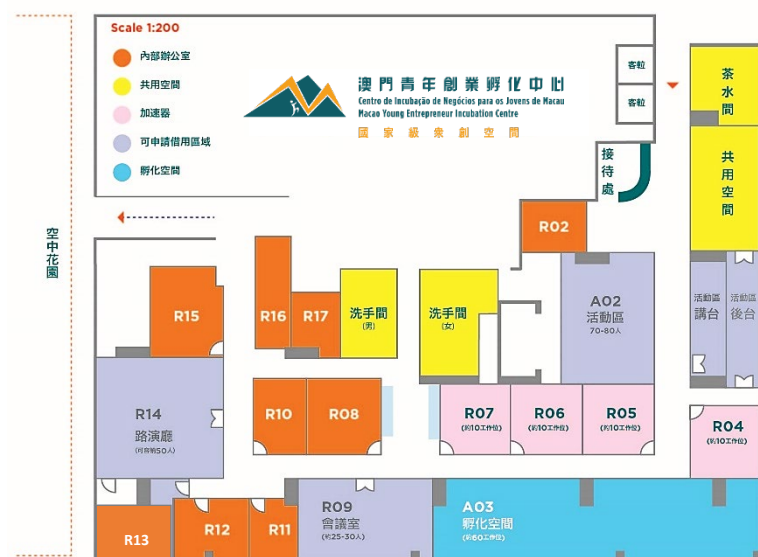 Scale 1:200
內部辦公室
共用空間
加速器
可申請借用區域
孵化空間
澳門青年創業孵化中心
Centro de Incubação de Negócios para os Jovens de Macau
Macao Young Entrepreneur Incubation Centre
國家級眾創空間
客𨋢
客𨋢
接待處
茶水間
共用空間
空中花園
R02
R15
R16
R17
洗手間
(男)
洗手間
(女)
A02
活動區
70-80人
活動區
講台
活動區
後台
R14
路演廳
(可容納50人)
R10
R08
R07
(約10工作位)
R06
(約10工作位)
R05
(約10工作位)
R04
(約10工作位)
R13
R12
R11
R09
會議室
(約25-30人)
A03
孵化空間
(約60工作位)